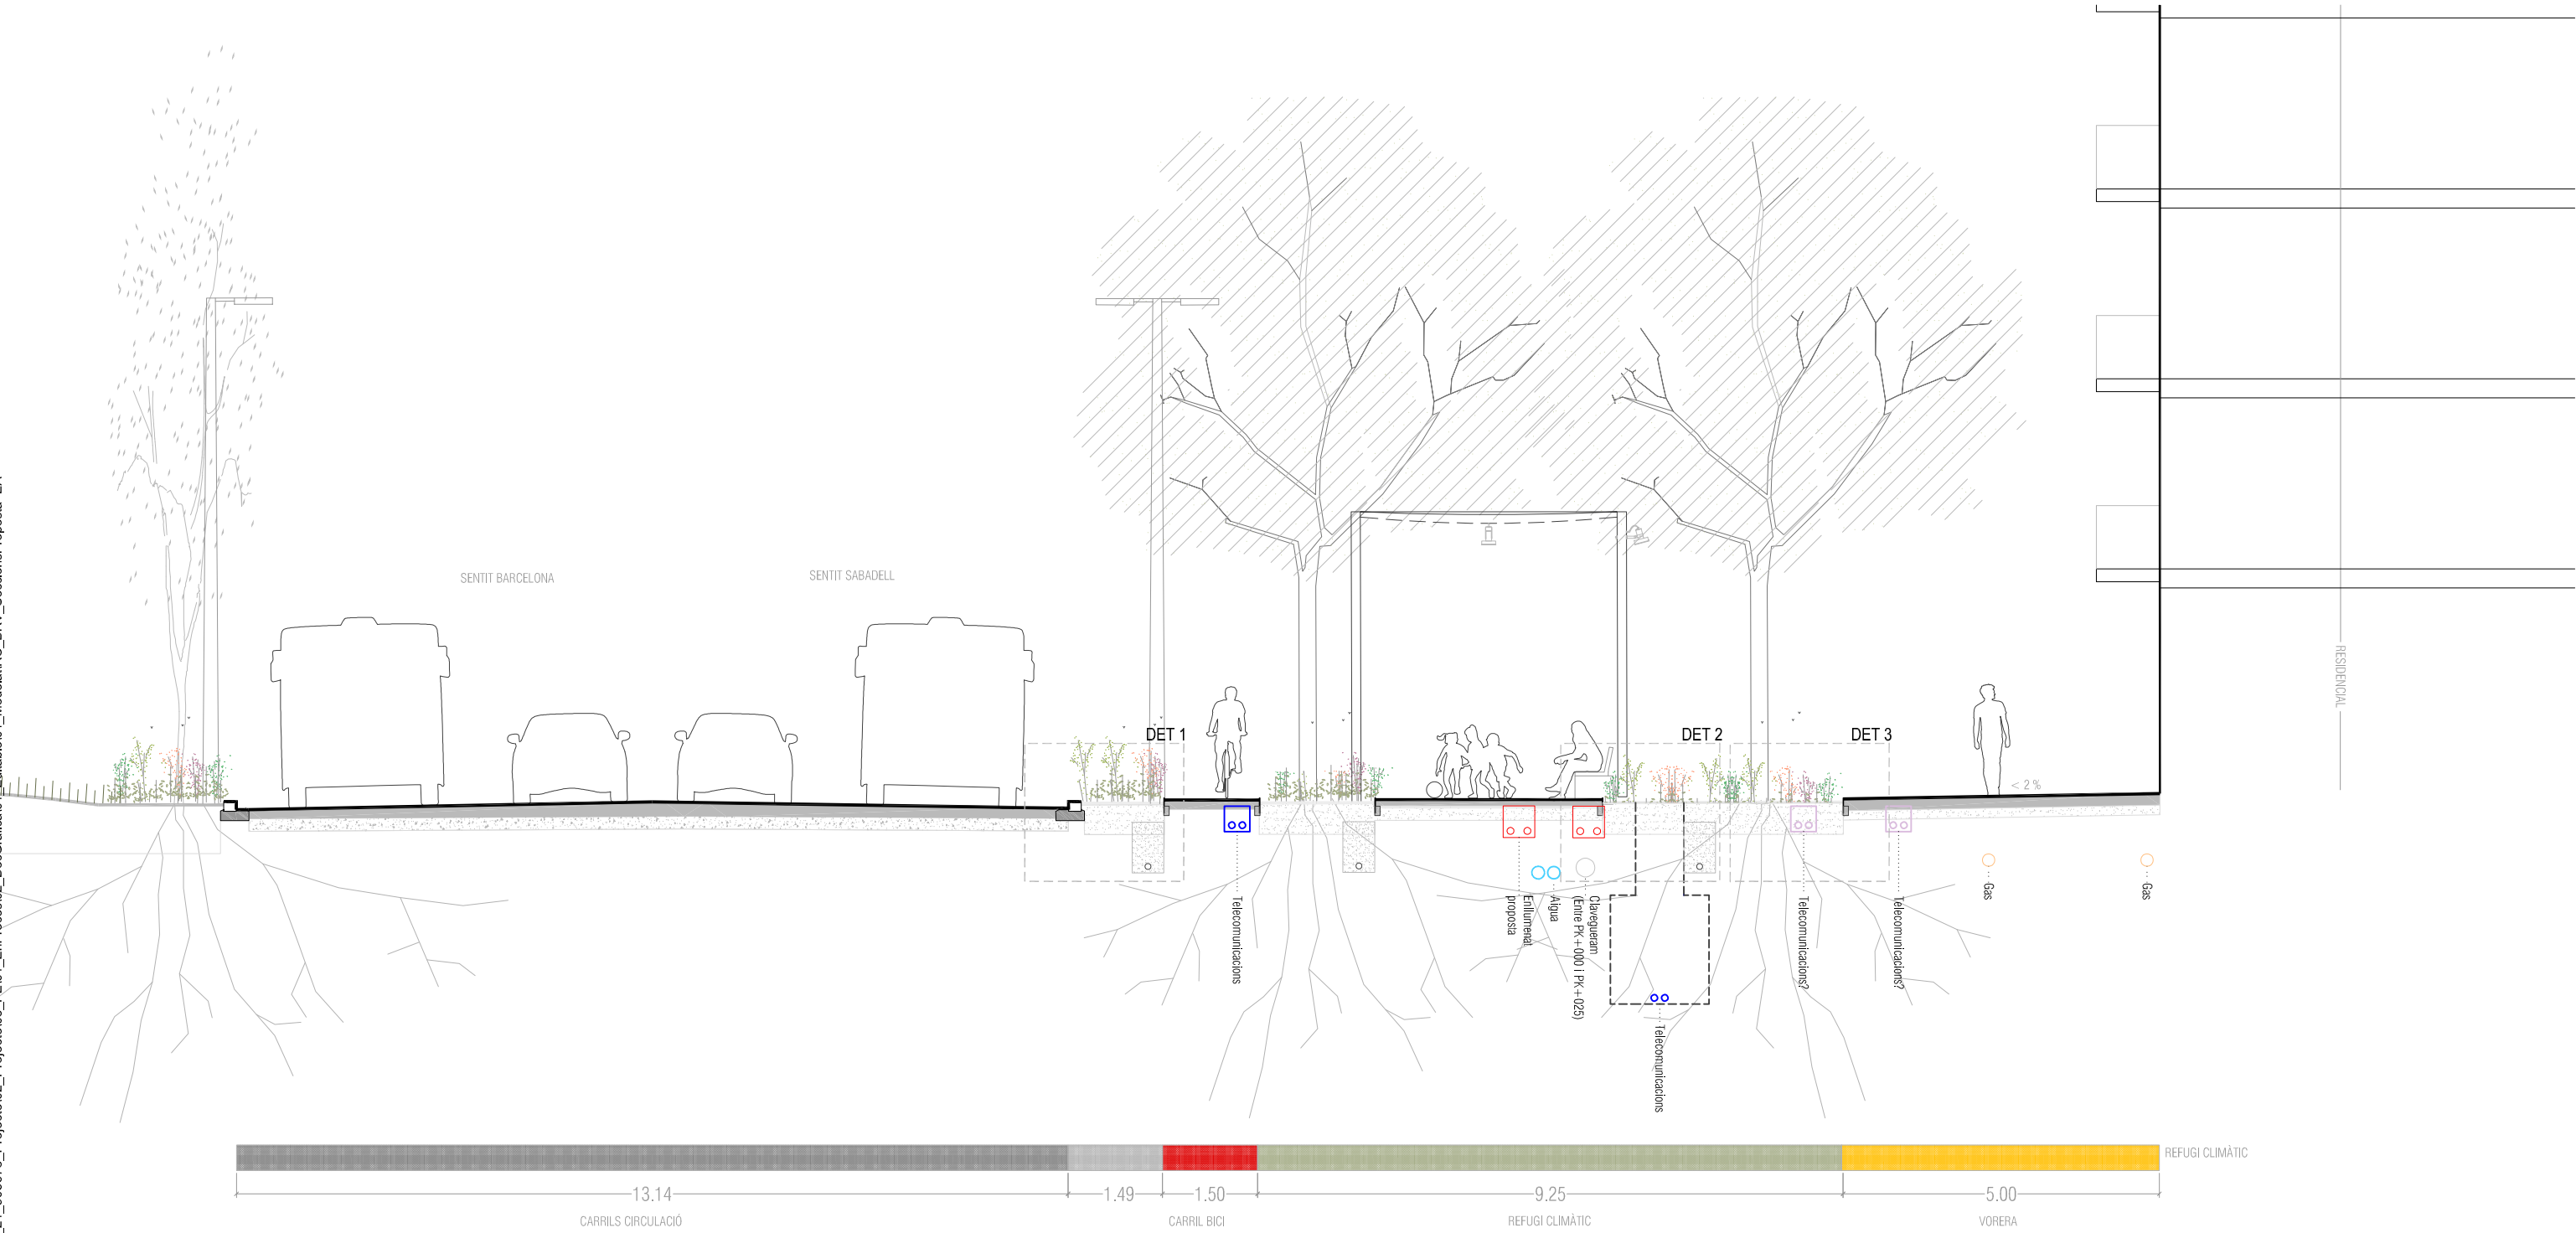 SENTIT BARCELONA
SENTIT SABADELL
RESIDENCIAL
DET 1
DET 2
DET 3
< 2 %
Telecomunicacions
Enllumenat
proposta
Aigua
Clavegueram
(Entre PK+000 i PK+025)
Telecomunicacions
Telecomunicacions?
Telecomunicacions?
Gas
Gas
REFUGI CLIMÀTIC
13.14
1.49
1.50
9.25
5.00
CARRILS CIRCULACIÓ
CARRIL BICI
REFUGI CLIMÀTIC
VORERA